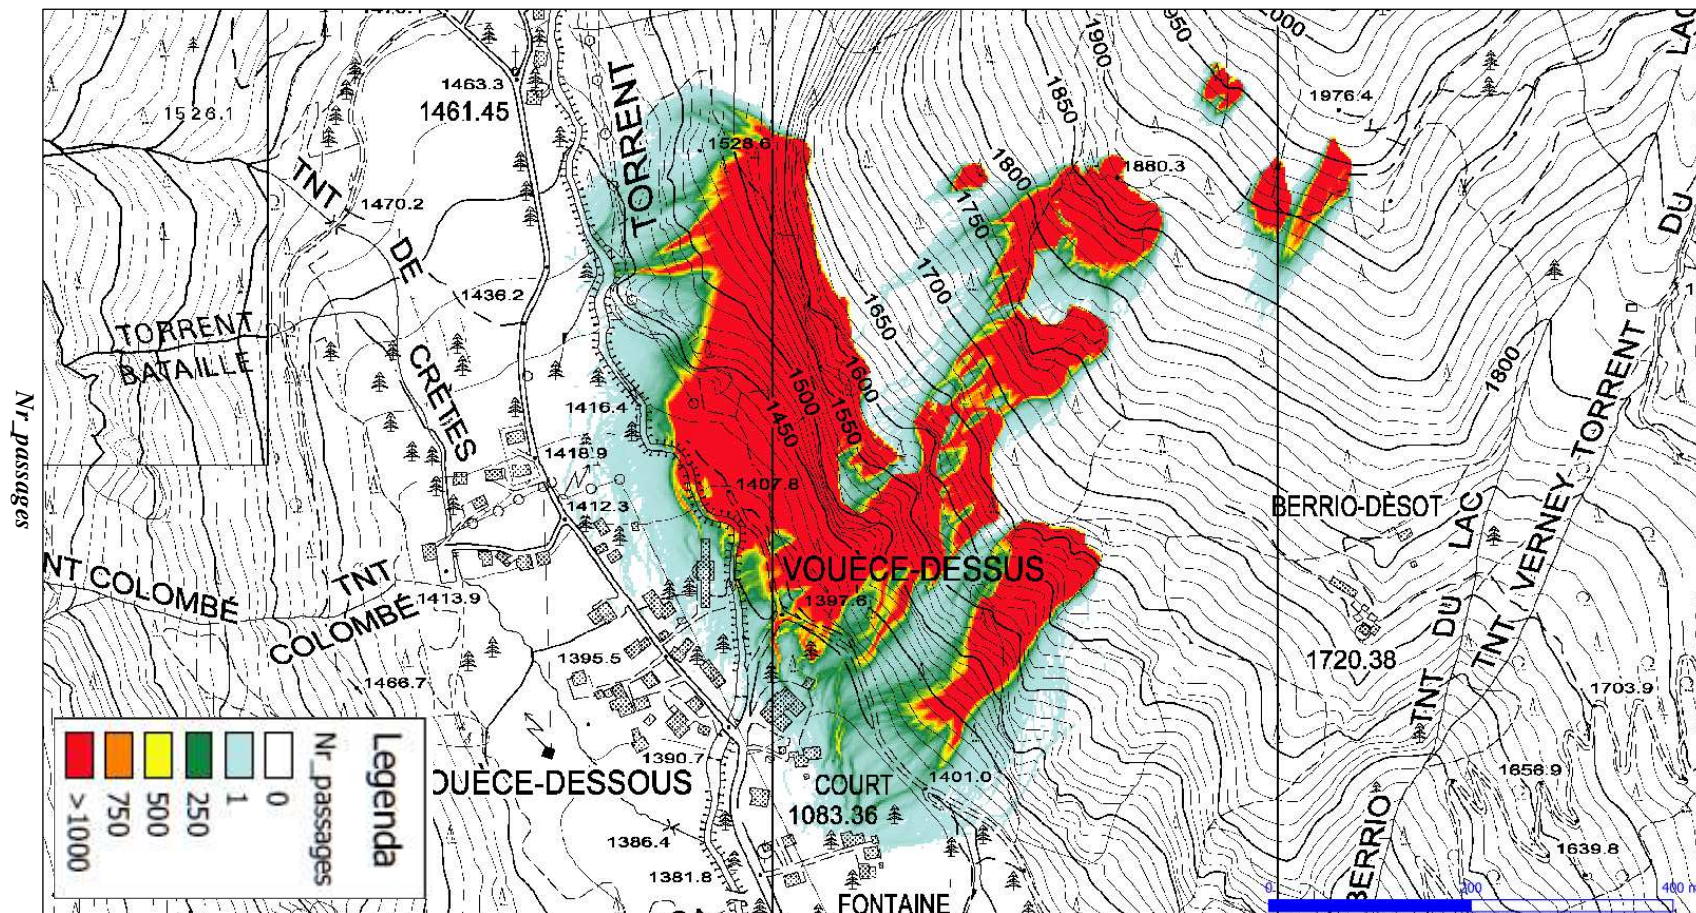 1463.3
1461.45
1526.1
TORRENT
1528.6
1900
1850
1800
1750
1700
1650
1600
1550
1500
1450
1976.4
1880.3
LAC
DU
TNT
DE
CRÊTIES
1470.2
1436.2
TORRENT
BATAILLE
1416.4
1418.9
1407.8
1412.3
Nr_passages
NT COLOMBÉ
TNT
COLOMBÉ
1413.9
VOUÈCE-DESSUS
1397.6
1395.5
1466.7
BERRIO-DÈSOT
1800
TNT DU LAC
TNT / VERNEY TORRENT
1720.38
1703.9
1656.9
1639.8
BERRIO
OUÈCE-DESSOUS
1390.7
COURT
1083.36
1401.0
1386.4
1381.8
FONTAINE
Legenda
Nr_passages
0
1
250
500
750
>1000
0 200 400 m